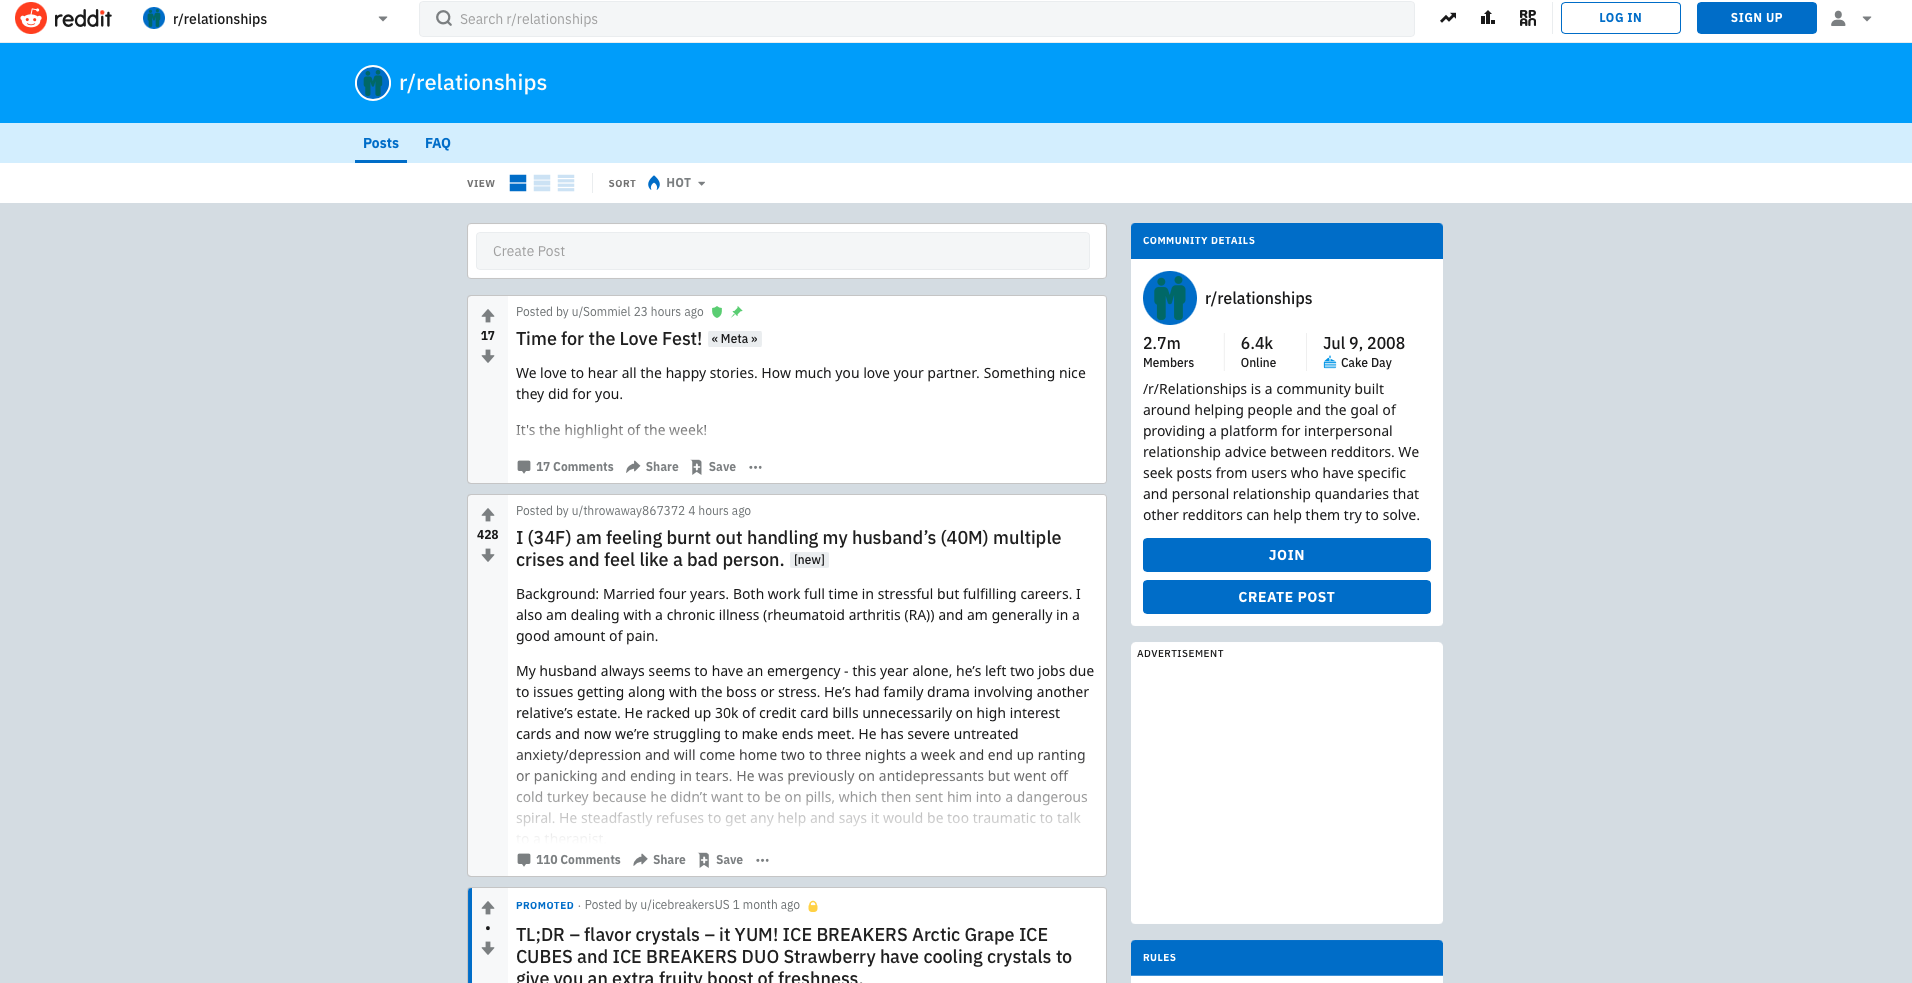 reddit
r/relationships
Search r/relationships
LOG IN
SIGN UP
r/relationships
Posts
FAQ
VIEW
SORT
HOT
Create Post
17
Posted by u/Sommiel 23 hours ago
Time for the Love Fest! « Meta »
We love to hear all the happy stories. How much you love your partner. Something nice
they did for you.
It's the highlight of the week!
17 Comments
Share
Save
428
Posted by u/throwaway867372 4 hours ago
I (34F) am feeling burnt out handling my husband’s (40M) multiple
crises and feel like a bad person. [new]
Background: Married four years. Both work full time in stressful but fulfilling careers. I
also am dealing with a chronic illness (rheumatoid arthritis (RA)) and am generally in a
good amount of pain.
My husband always seems to have an emergency - this year alone, he’s left two jobs due
to issues getting along with the boss or stress. He’s had family drama involving another
relative’s estate. He racked up 30k of credit card bills unnecessarily on high interest
cards and now we’re struggling to make ends meet. He has severe untreated
anxiety/depression and will come home two to three nights a week and end up ranting
or panicking and ending in tears. He was previously on antidepressants but went off
cold turkey because he didn’t want to be on pills, which then sent him into a dangerous
spiral. He steadfastly refuses to get any help and says it would be too traumatic to talk
to a therapist.
110 Comments
Share
Save
PROMOTED · Posted by u/icebreakersUS 1 month ago
•
TL;DR – flavor crystals – it YUM! ICE BREAKERS Arctic Grape ICE
CUBES and ICE BREAKERS DUO Strawberry have cooling crystals to
give you an extra fruity boost of freshness.
COMMUNITY DETAILS
r/relationships
2.7m
Members
6.4k
Online
Jul 9, 2008
Cake Day
/r/Relationships is a community built
around helping people and the goal of
providing a platform for interpersonal
relationship advice between redditors. We
seek posts from users who have specific
and personal relationship quandaries that
other redditors can help them try to solve.
JOIN
CREATE POST
ADVERTISEMENT
RULES